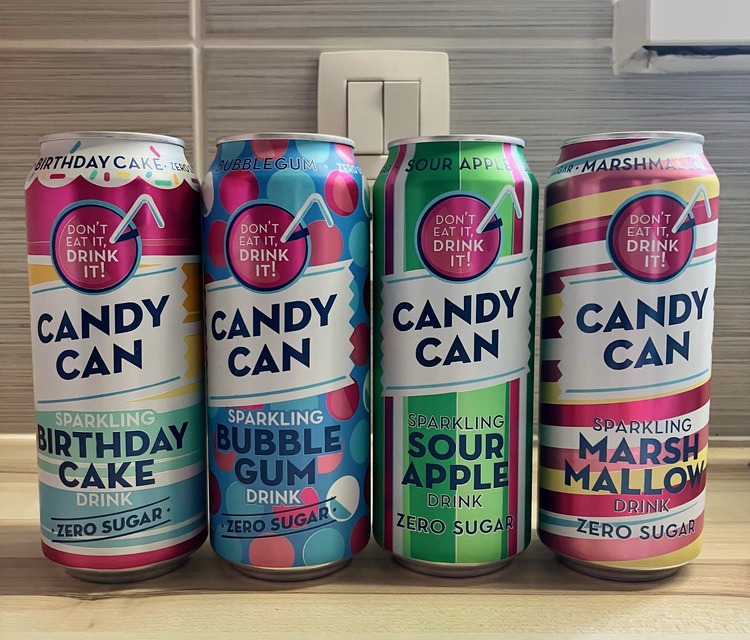 BIRTHDAY CAKE · ZERO
DON'T
EAT IT,
DRINK
IT!
CANDY
CAN
SPARKLING
BIRTHDAY
CAKE
DRINK
· ZERO SUGAR ·
BUBBLEGUM
DON'T
EAT IT,
DRINK
IT!
CANDY
CAN
SPARKLING
BUBBLE
GUM
DRINK
· ZERO SUGAR ·
SOUR APPLE
DON'T
EAT IT,
DRINK
IT!
CANDY
CAN
SPARKLING
SOUR
APPLE
DRINK
ZERO SUGAR
DON'T
EAT IT,
DRINK
IT!
CANDY
CAN
SPARKLING
MARSH
MALLOW
DRINK
ZERO SUGAR